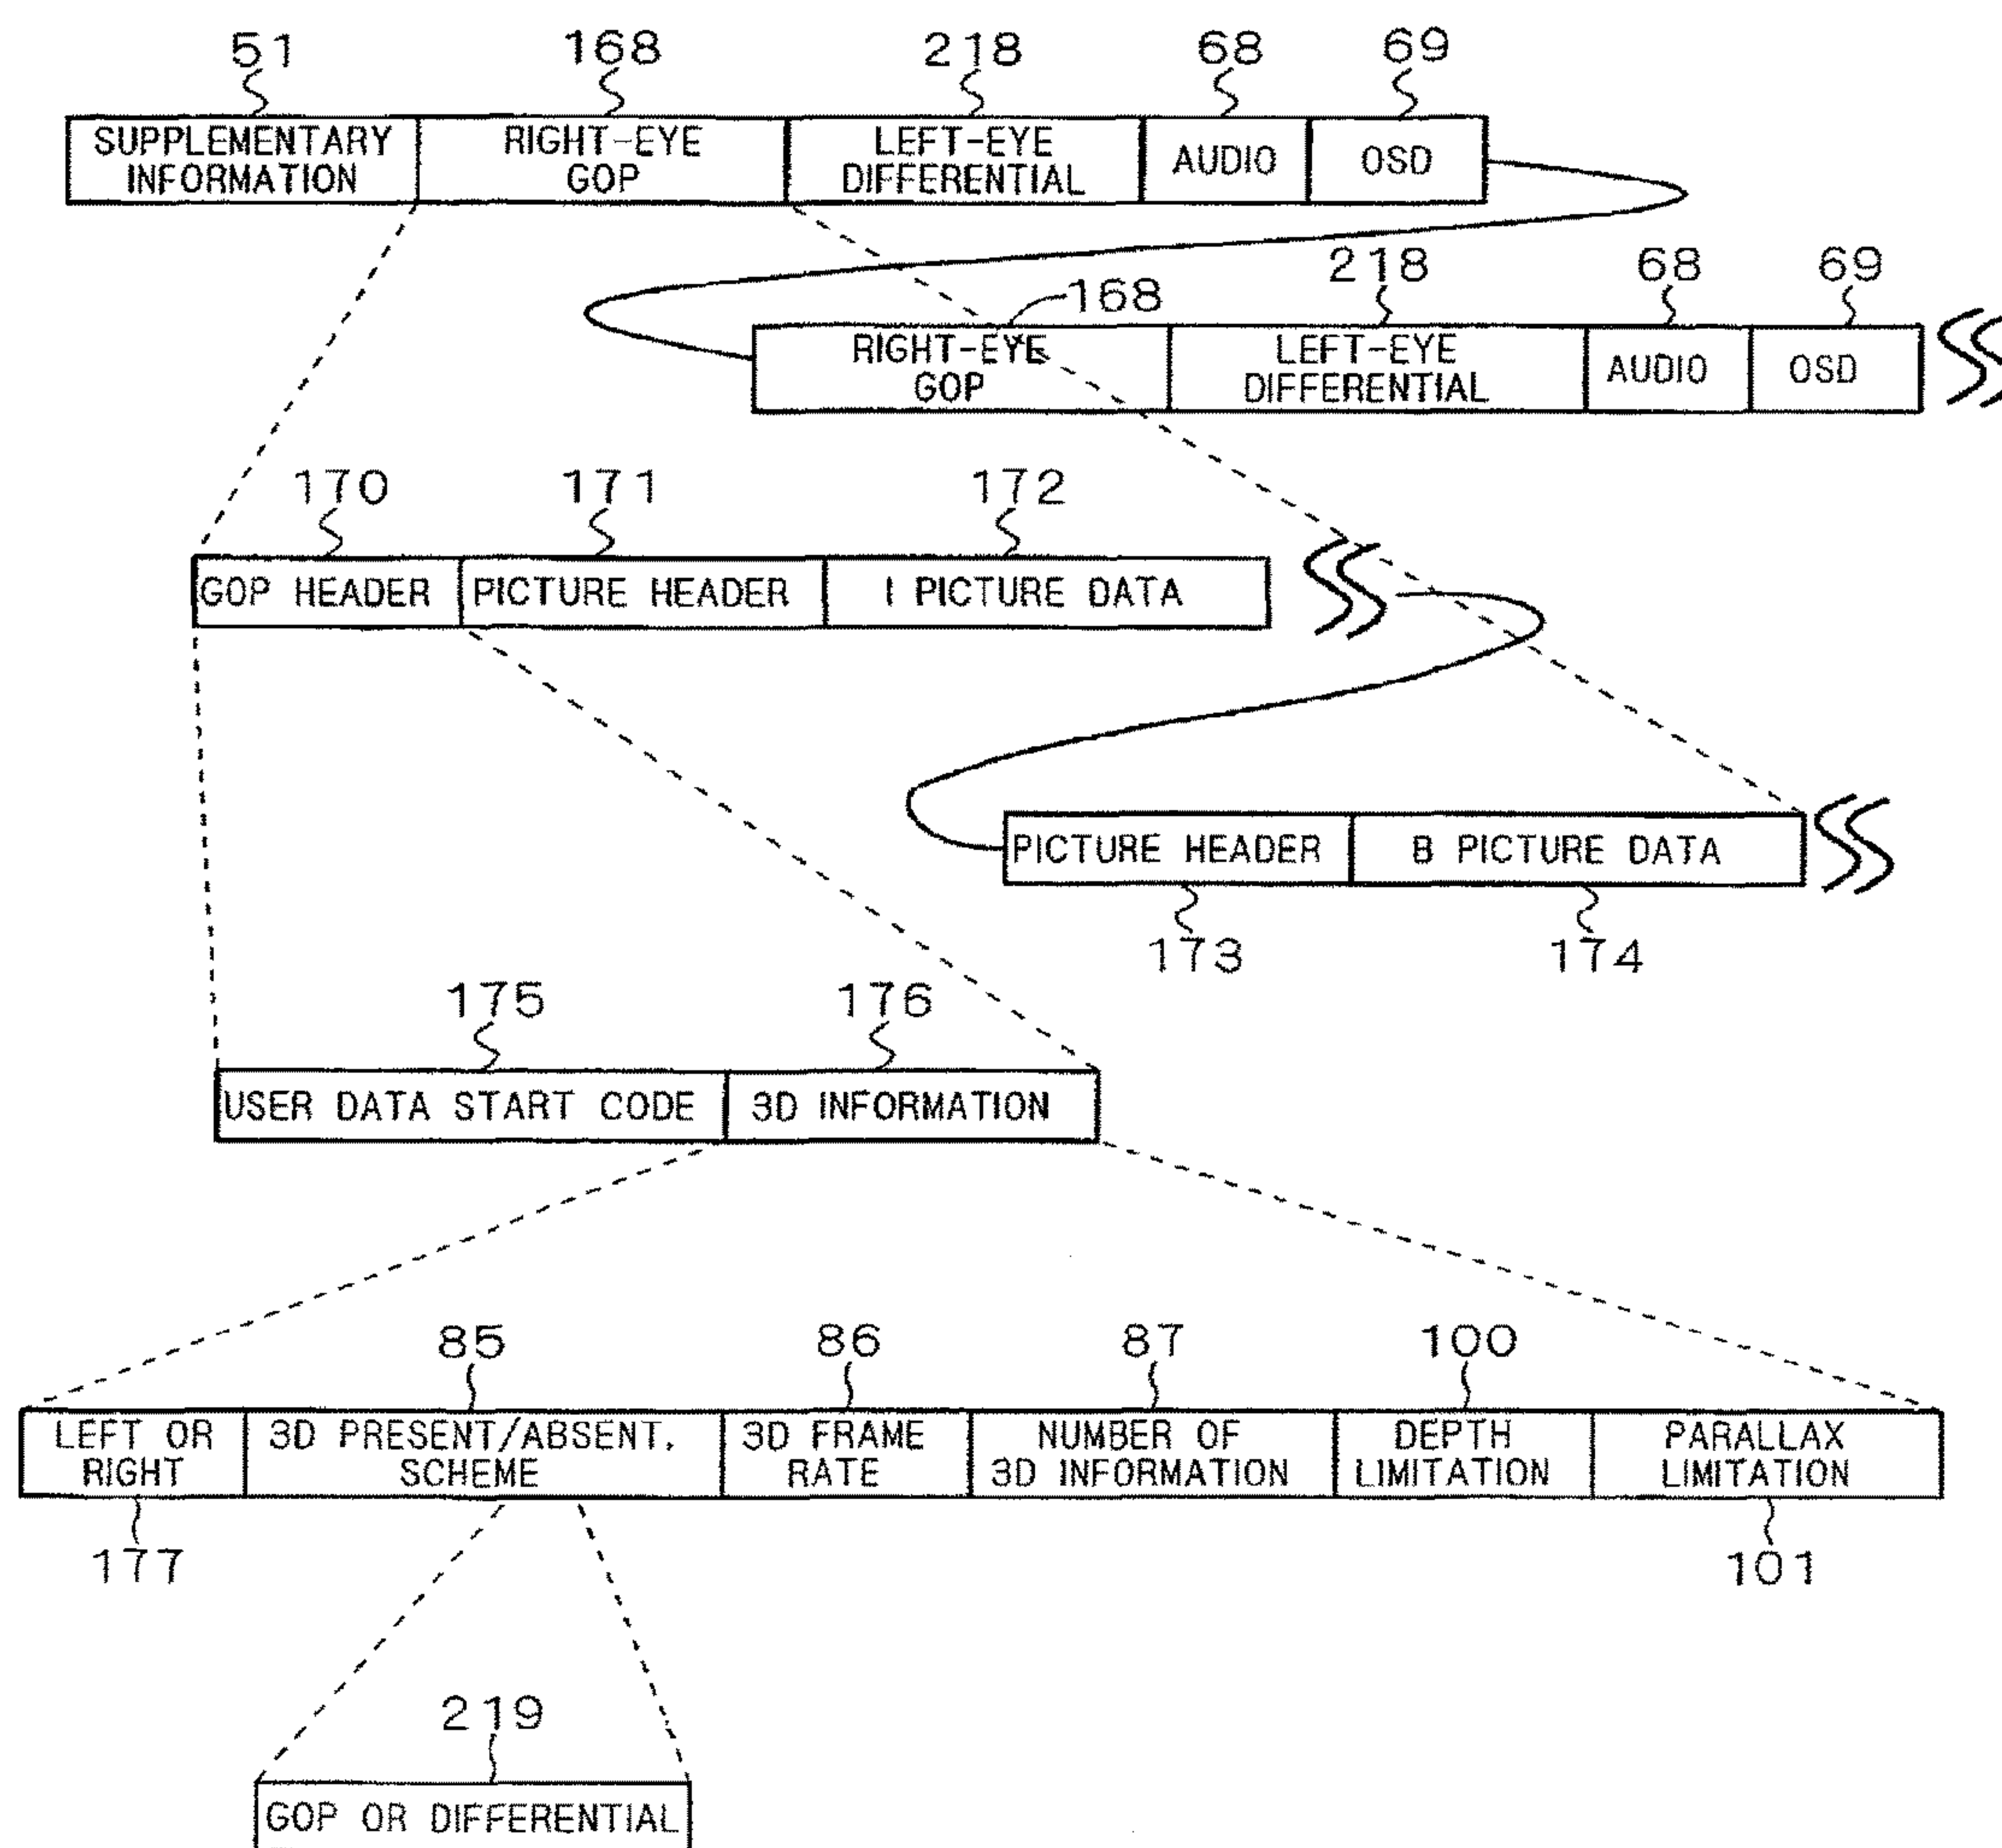 51 168 218 68 69
SUPPLEMENTARY INFORMATION RIGHT-EYE GOP LEFT-EYE DIFFERENTIAL AUDIO OSD
168 218 68 69
RIGHT-EYE GOP LEFT-EYE DIFFERENTIAL AUDIO OSD
170 171 172
GOP HEADER PICTURE HEADER I PICTURE DATA
PICTURE HEADER B PICTURE DATA
173 174
175 176
USER DATA START CODE 3D INFORMATION
85 86 87 100
LEFT OR RIGHT 3D PRESENT/ABSENT, SCHEME 3D FRAME RATE NUMBER OF 3D INFORMATION DEPTH LIMITATION PARALLAX LIMITATION
177 101
219
GOP OR DIFFERENTIAL